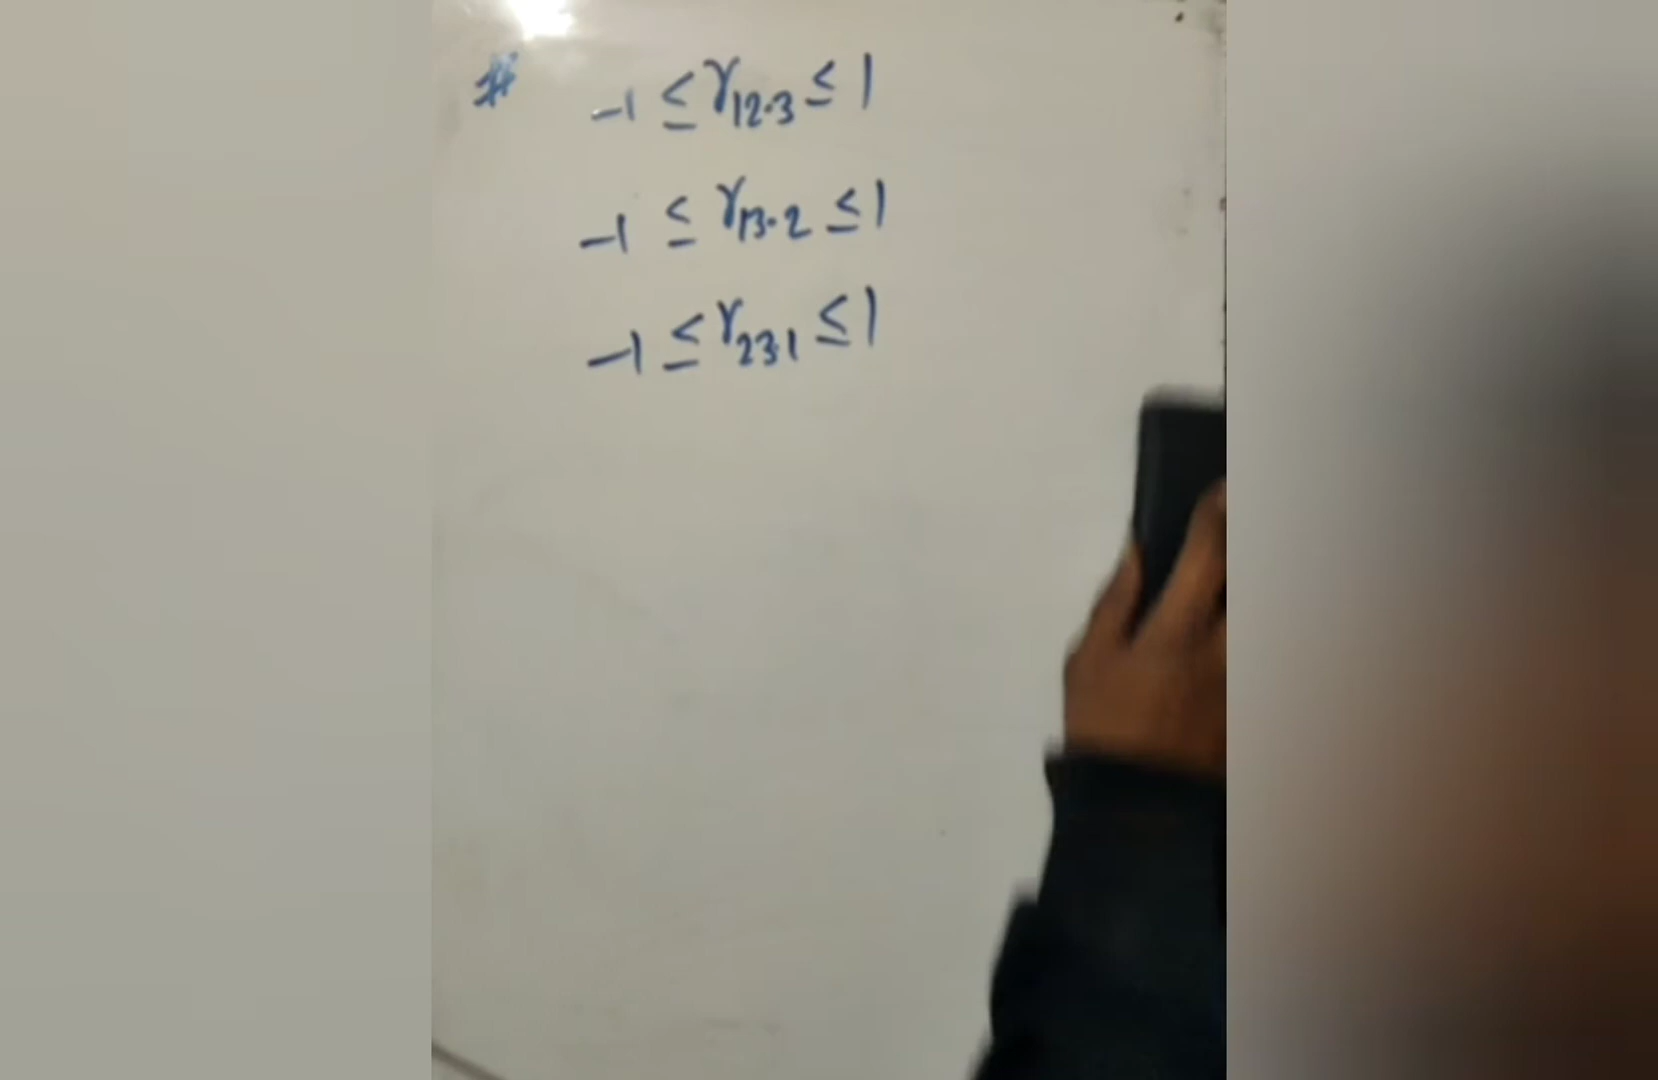 # -1 ≤ r₁₂.₃ ≤ 1
-1 ≤ r₁₃.₂ ≤ 1
-1 ≤ r₂₃.₁ ≤ 1